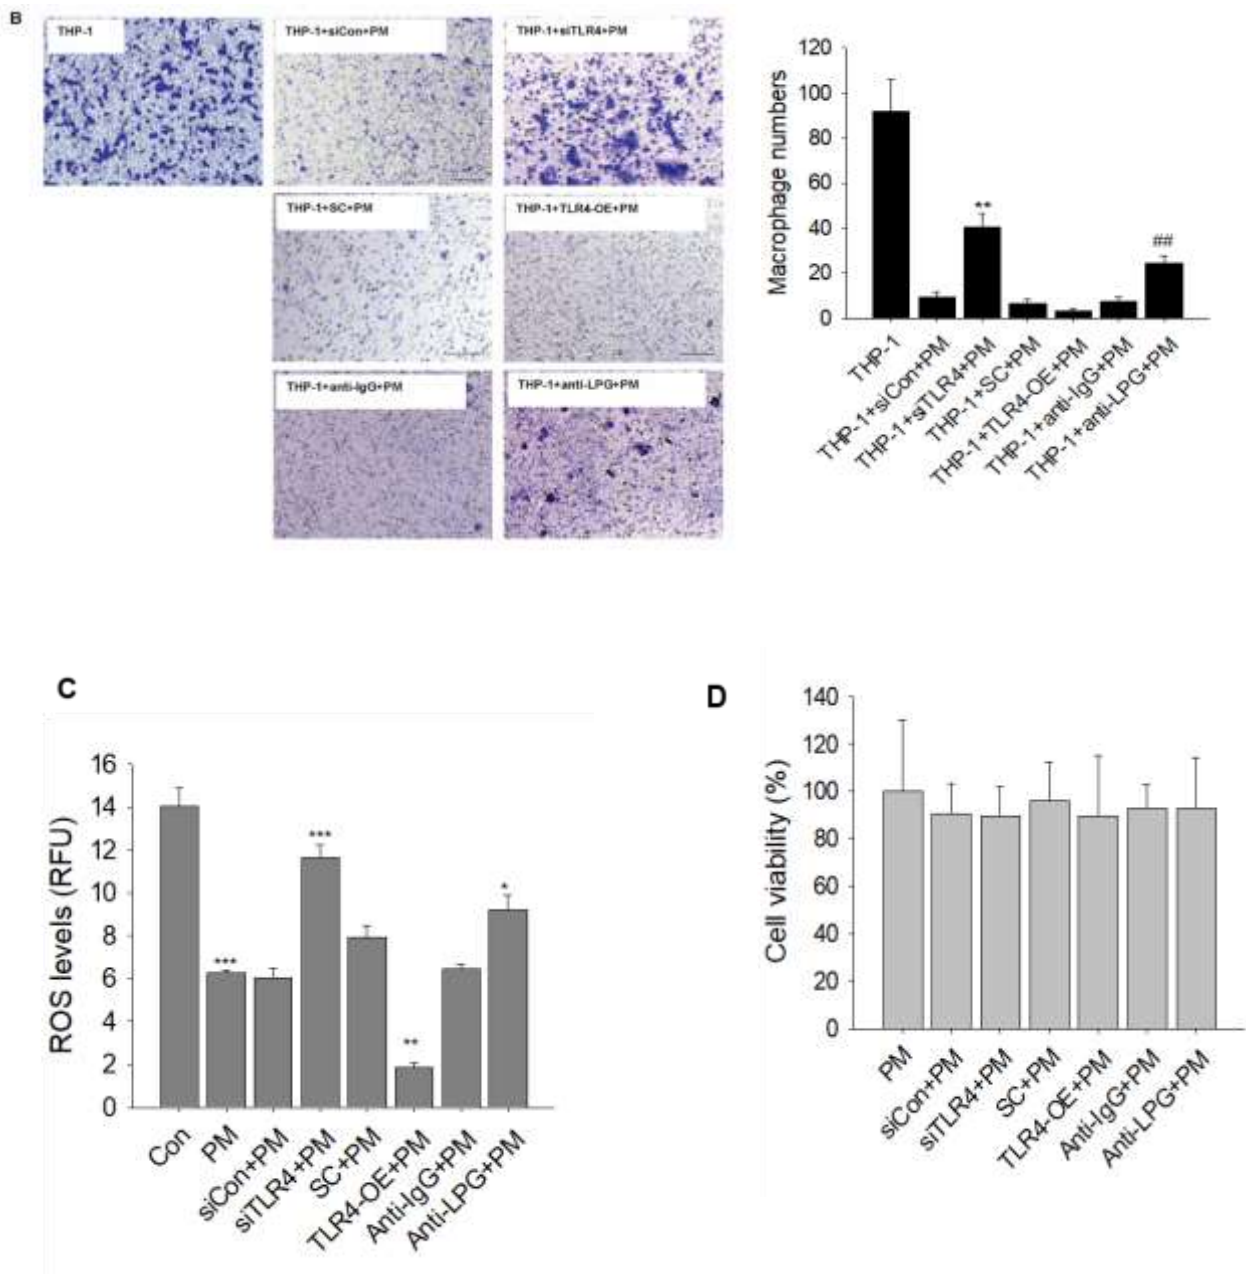 B
THP-1
THP-1+siCon+PM
THP-1+siTLR4+PM
THP-1+SC+PM
THP-1+TLR4-OE+PM
THP-1+anti-IgG+PM
THP-1+anti-LPG+PM
Macrophage numbers
120
100
80
60
40
20
0
**
##
THP-1
THP-1+siCon+PM
THP-1+siTLR4+PM
THP-1+SC+PM
THP-1+TLR4-OE+PM
THP-1+anti-IgG+PM
THP-1+anti-LPG+PM
C
ROS levels (RFU)
16
14
12
10
8
6
4
2
0
***
***
**
*
Con
PM
siCon+PM
siTLR4+PM
SC+PM
TLR4-OE+PM
Anti-IgG+PM
Anti-LPG+PM
D
Cell viability (%)
140
120
100
80
60
40
20
0
PM
siCon+PM
siTLR4+PM
SC+PM
TLR4-OE+PM
Anti-IgG+PM
Anti-LPG+PM